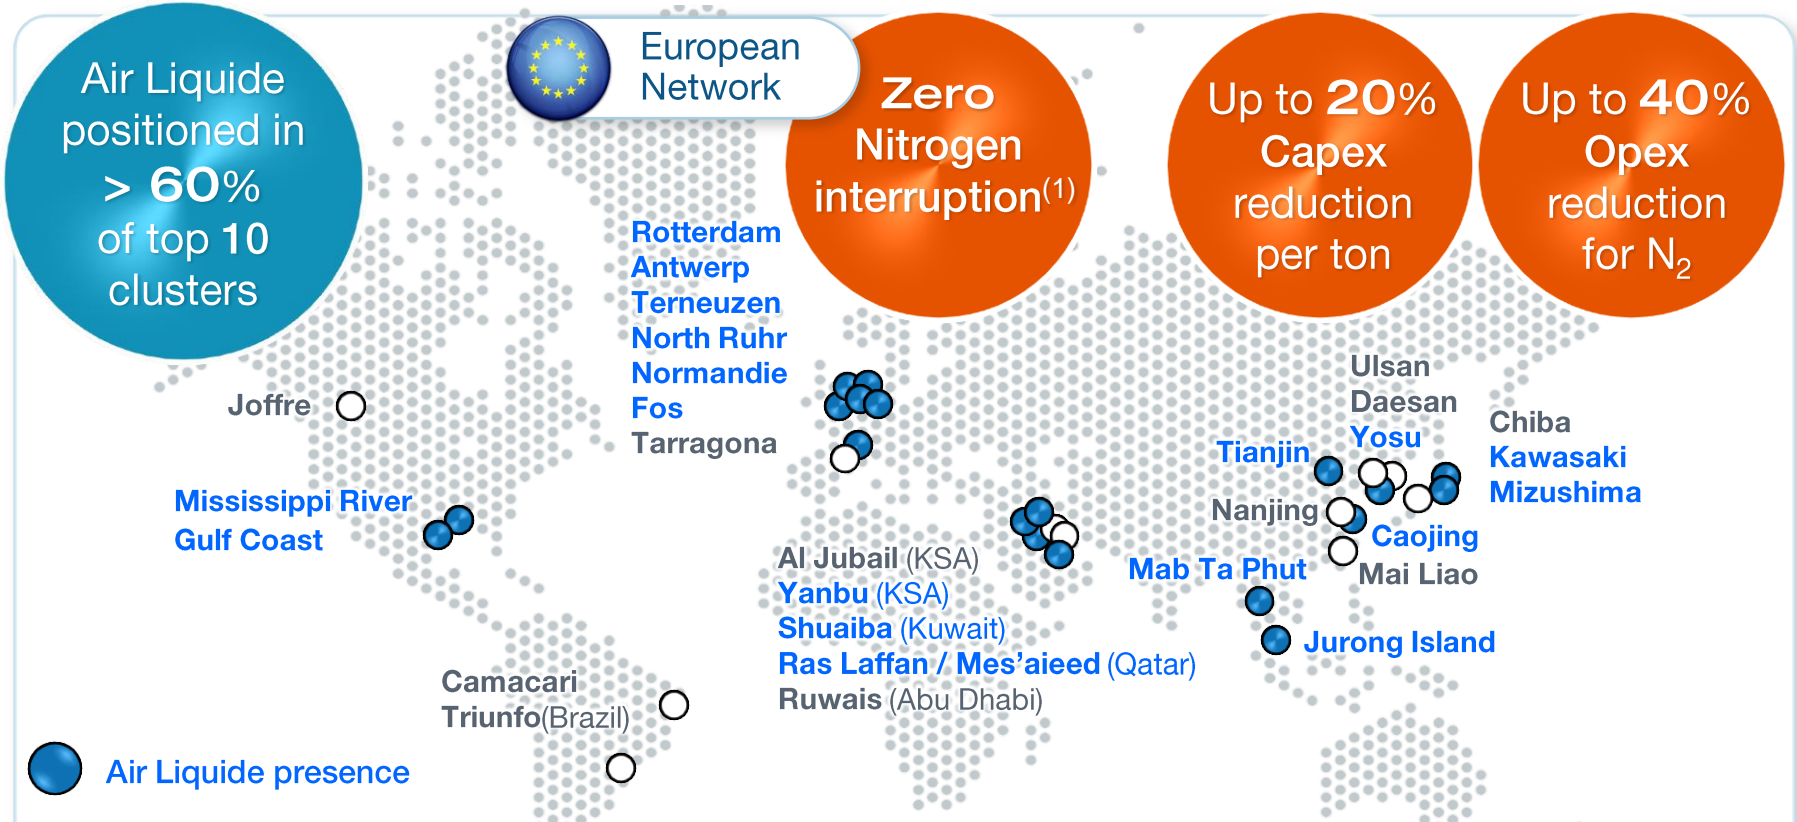 Air Liquide
positioned in
> 60%
of top 10
clusters
European
Network
Zero
Nitrogen
interruption(1)
Up to 20%
Capex
reduction
per ton
Up to 40%
Opex
reduction
for N2
Rotterdam
Antwerp
Terneuzen
North Ruhr
Normandie
Fos
Tarragona
Joffre
Mississippi River
Gulf Coast
Ulsan
Daesan
Yosu
Chiba
Kawasaki
Mizushima
Tianjin
Nanjing
Caojing
Mai Liao
Mab Ta Phut
Jurong Island
Al Jubail (KSA)
Yanbu (KSA)
Shuaiba (Kuwait)
Ras Laffan / Mes’aieed (Qatar)
Ruwais (Abu Dhabi)
Camacari
Triunfo(Brazil)
Air Liquide presence